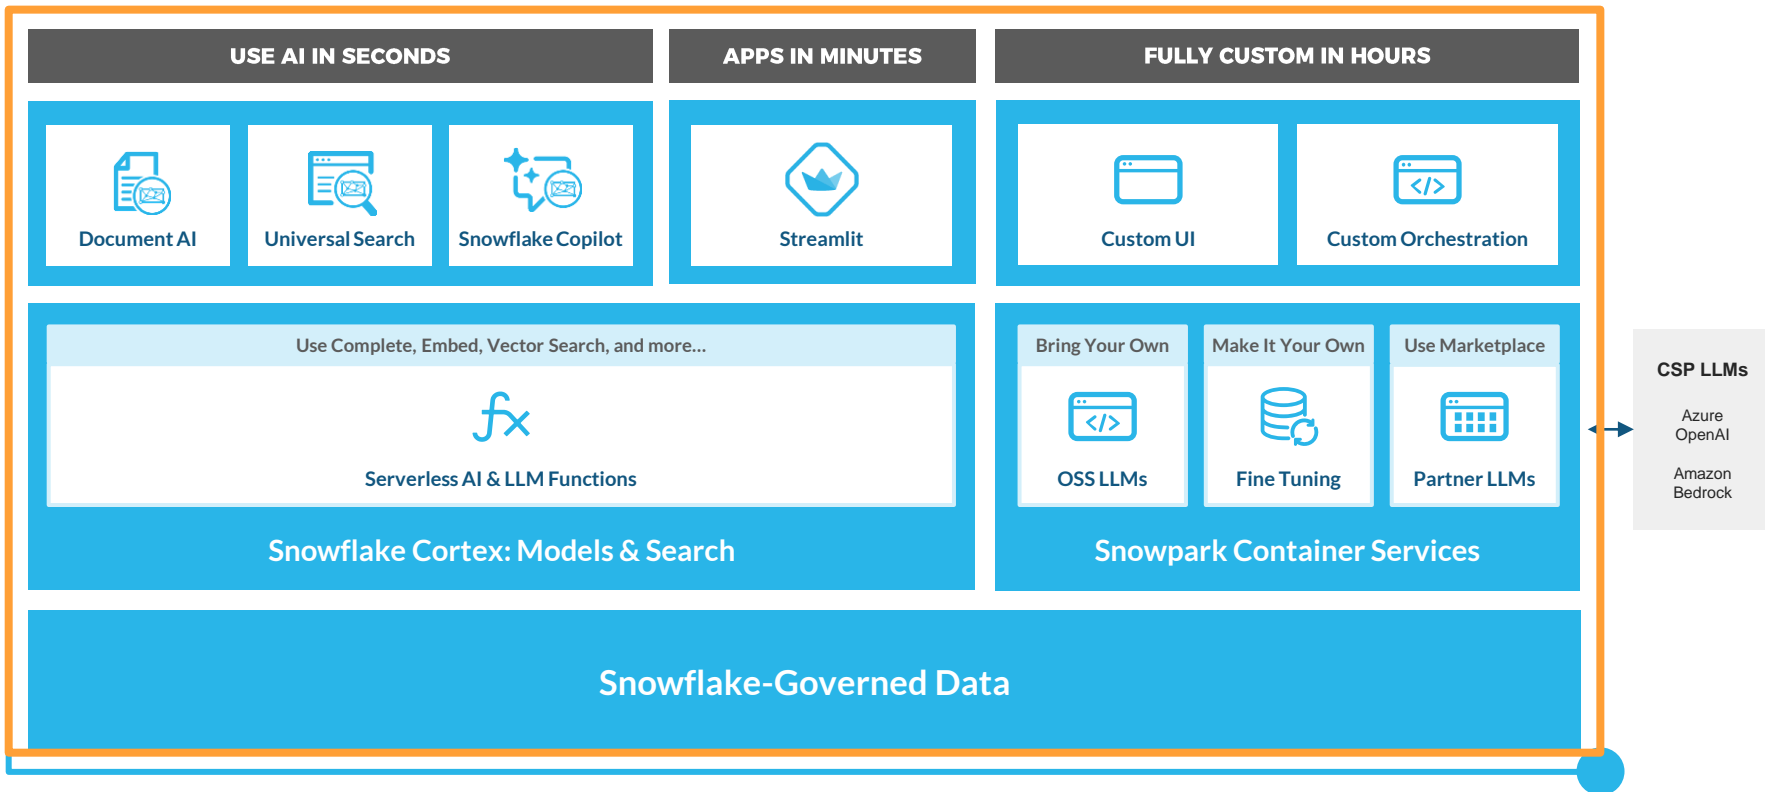 USE AI IN SECONDS
APPS IN MINUTES
FULLY CUSTOM IN HOURS
Document AI
Universal Search
Snowflake Copilot
Streamlit
Custom UI
Custom Orchestration
Use Complete, Embed, Vector Search, and more...
Serverless AI & LLM Functions
Snowflake Cortex: Models & Search
Bring Your Own
Make It Your Own
Use Marketplace
OSS LLMs
Fine Tuning
Partner LLMs
Snowpark Container Services
CSP LLMs
Azure
OpenAI
Amazon
Bedrock
Snowflake-Governed Data